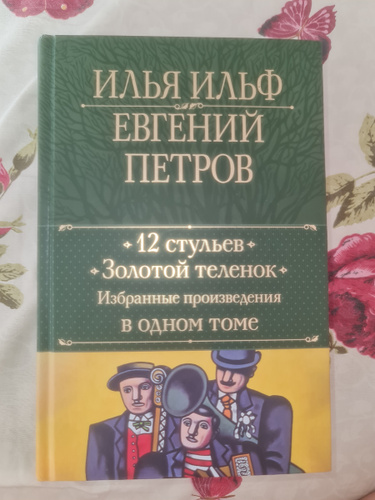 ИЛЬЯ ИЛЬФ
ЕВГЕНИЙ
ПЕТРОВ
12 стульев
Золотой теленок
Избранные произведения
в одном томе